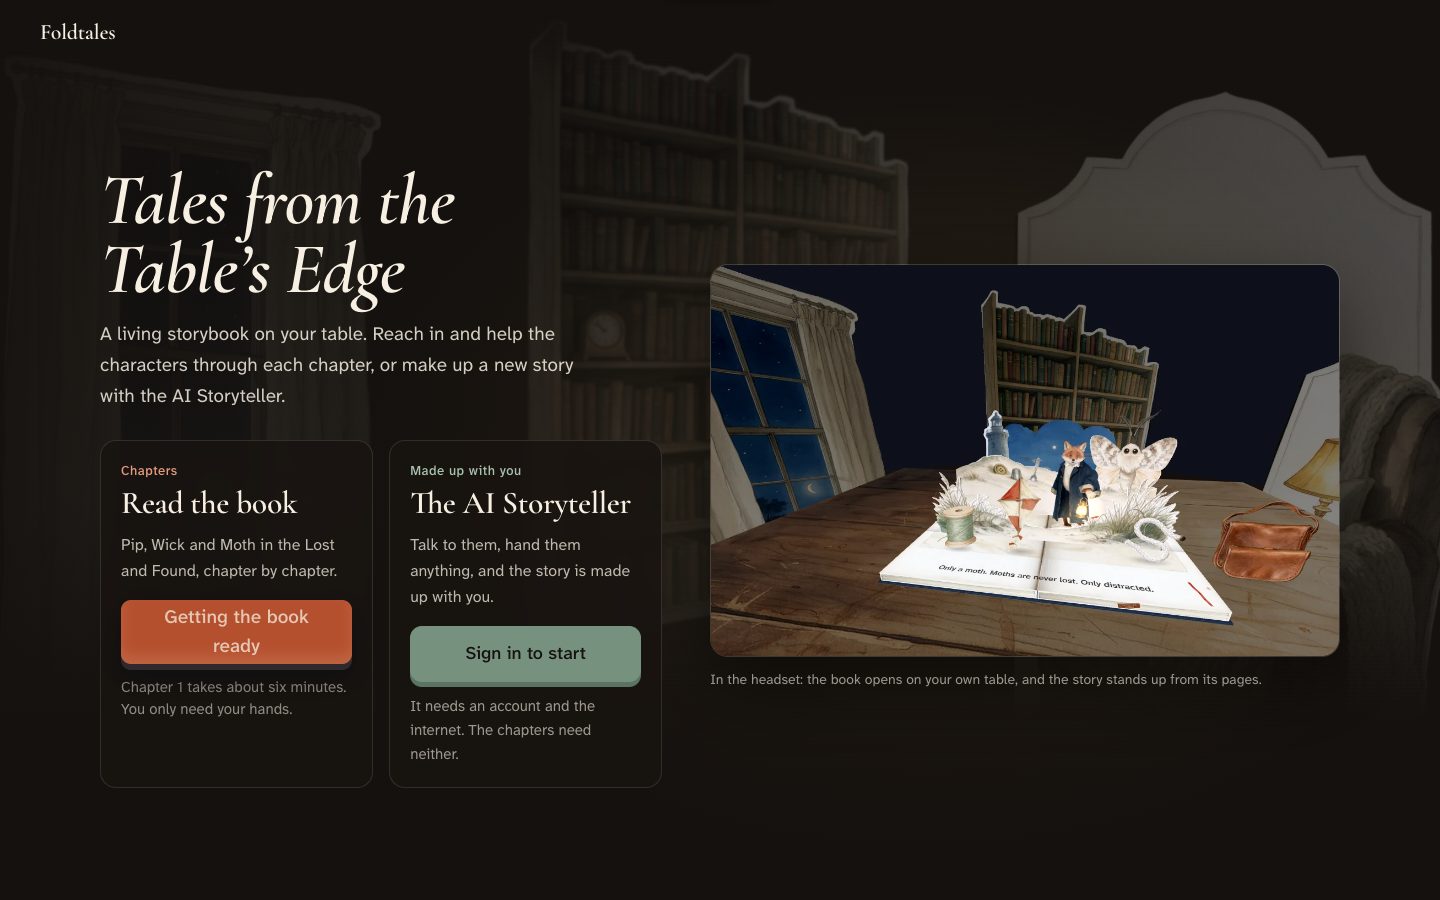 Foldtales
Tales from the
Table’s Edge
A living storybook on your table. Reach in and help the
characters through each chapter, or make up a new story
with the AI Storyteller.
Chapters
Read the book
Pip, Wick and Moth in the Lost
and Found, chapter by chapter.
Getting the book
ready
Chapter 1 takes about six minutes.
You only need your hands.
Made up with you
The AI Storyteller
Talk to them, hand them
anything, and the story is made
up with you.
Sign in to start
It needs an account and the
internet. The chapters need
neither.
Only a moth. Moths are never lost. Only distracted.
In the headset: the book opens on your own table, and the story stands up from its pages.